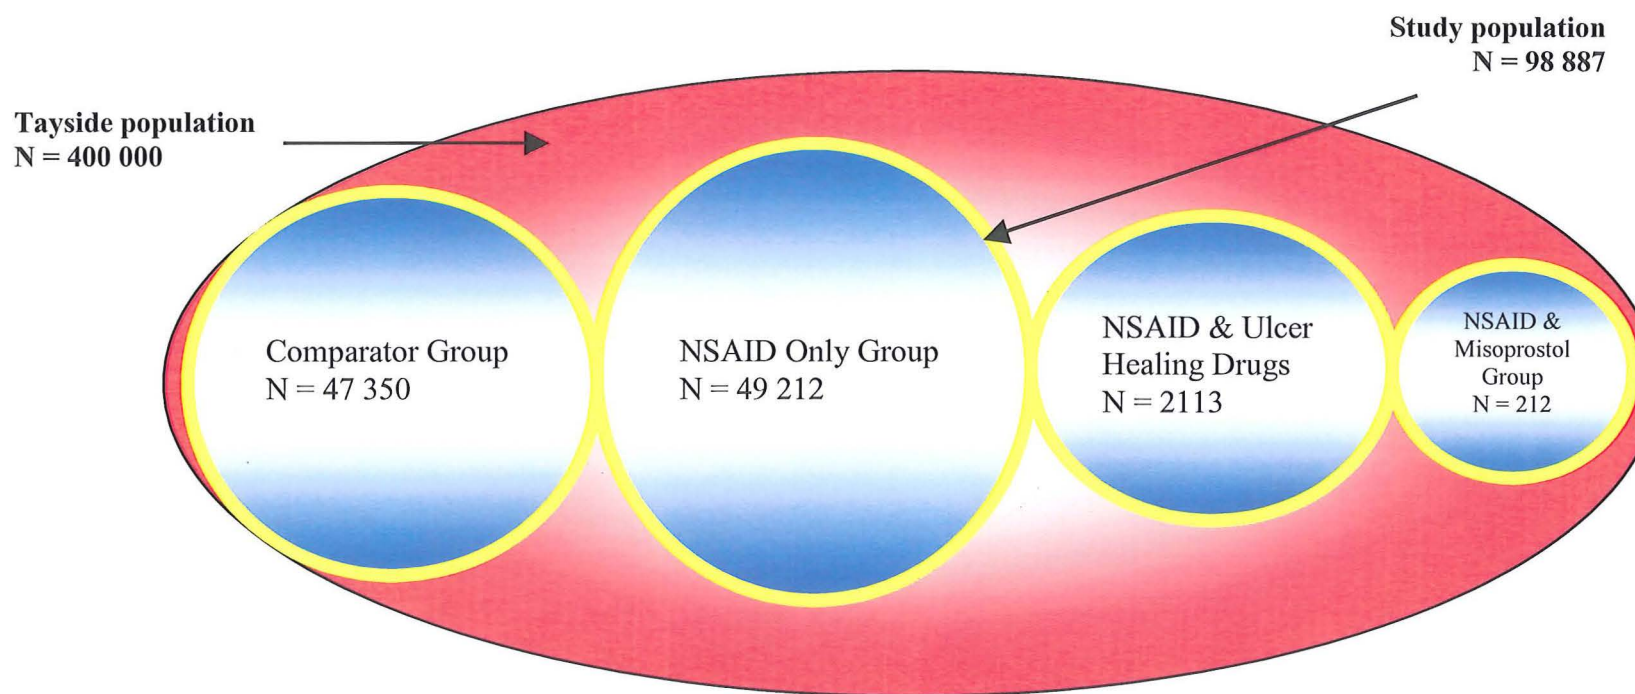 Study population
N = 98 887
Tayside population
N = 400 000
Comparator Group
N = 47 350
NSAID Only Group
N = 49 212
NSAID & Ulcer
Healing Drugs
N = 2113
NSAID &
Misoprostol
Group
N = 212